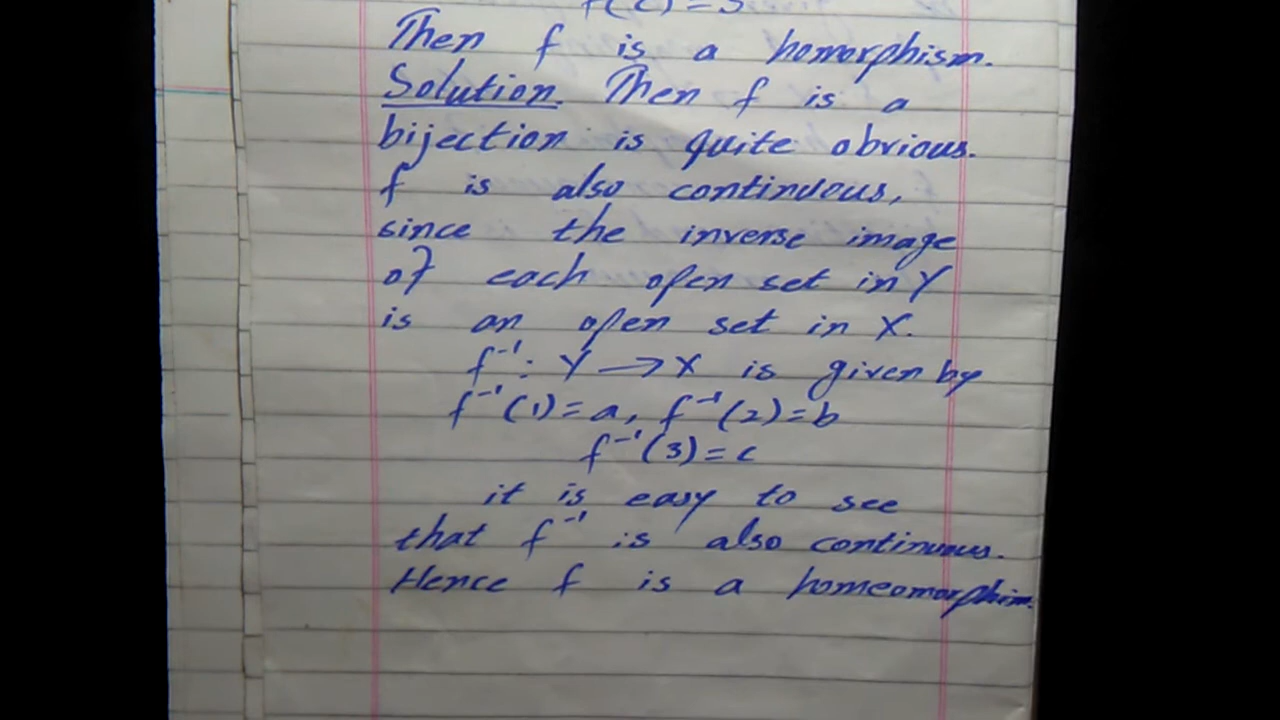 f(c)=3
Then f is a homorphism.
Solution. Then f is a
bijection is quite obvious.
f is also continuous,
since the inverse image
of each open set in Y
is an open set in X.
f⁻¹: Y → X is given by
f⁻¹(1)=a, f⁻¹(2)=b
f⁻¹(3)=c
it is easy to see
that f⁻¹ is also continuous.
Hence f is a homeomorphim.